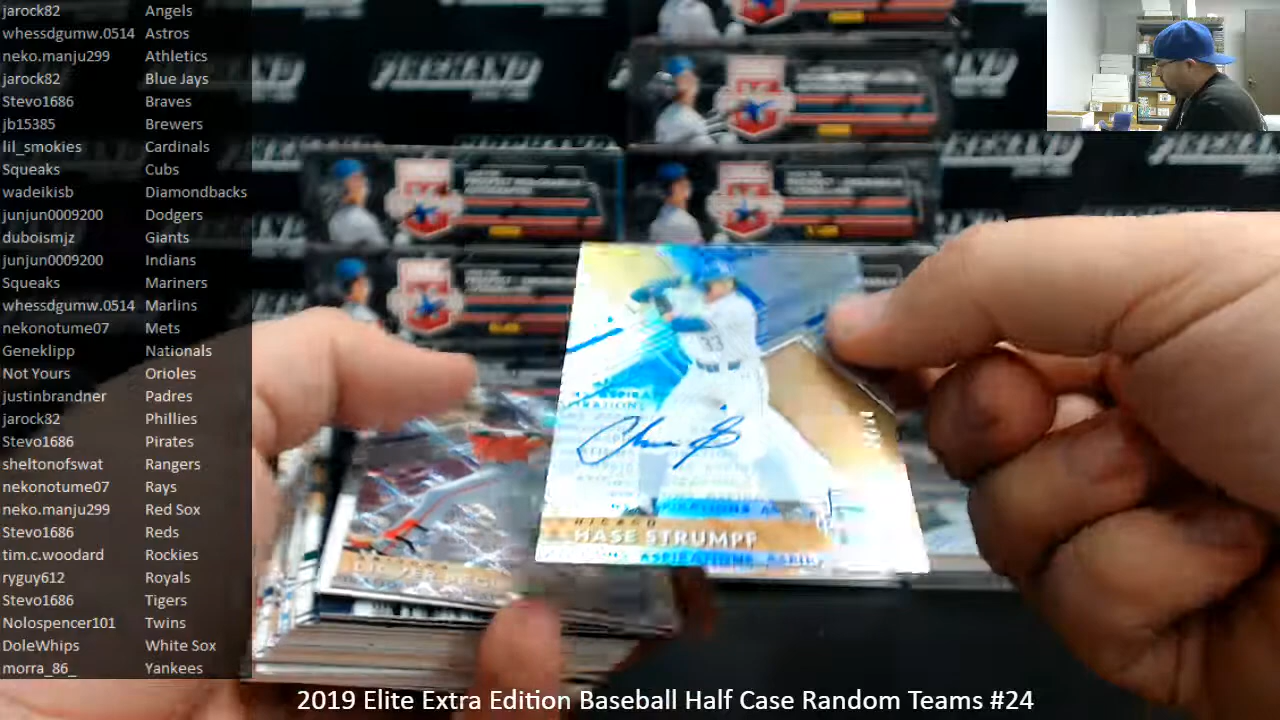 jarock82 Angels
whessdgumw.0514 Astros
neko.manju299 Athletics
jarock82 Blue Jays
Stevo1686 Braves
jb15385 Brewers
lil_smokies Cardinals
Squeaks Cubs
wadeikisb Diamondbacks
junjun0009200 Dodgers
duboismjz Giants
junjun0009200 Indians
Squeaks Mariners
whessdgumw.0514 Marlins
nekonotume07 Mets
Geneklipp Nationals
Not Yours Orioles
justinbrandner Padres
jarock82 Phillies
Stevo1686 Pirates
sheltonofswat Rangers
nekonotume07 Rays
neko.manju299 Red Sox
Stevo1686 Reds
tim.c.woodard Rockies
ryguy612 Royals
Stevo1686 Tigers
Nolospencer101 Twins
DoleWhips White Sox
morra_86_ Yankees
33
HASE STRUMPF
ASPIRATIONS
2019 Elite Extra Edition Baseball Half Case Random Teams #24